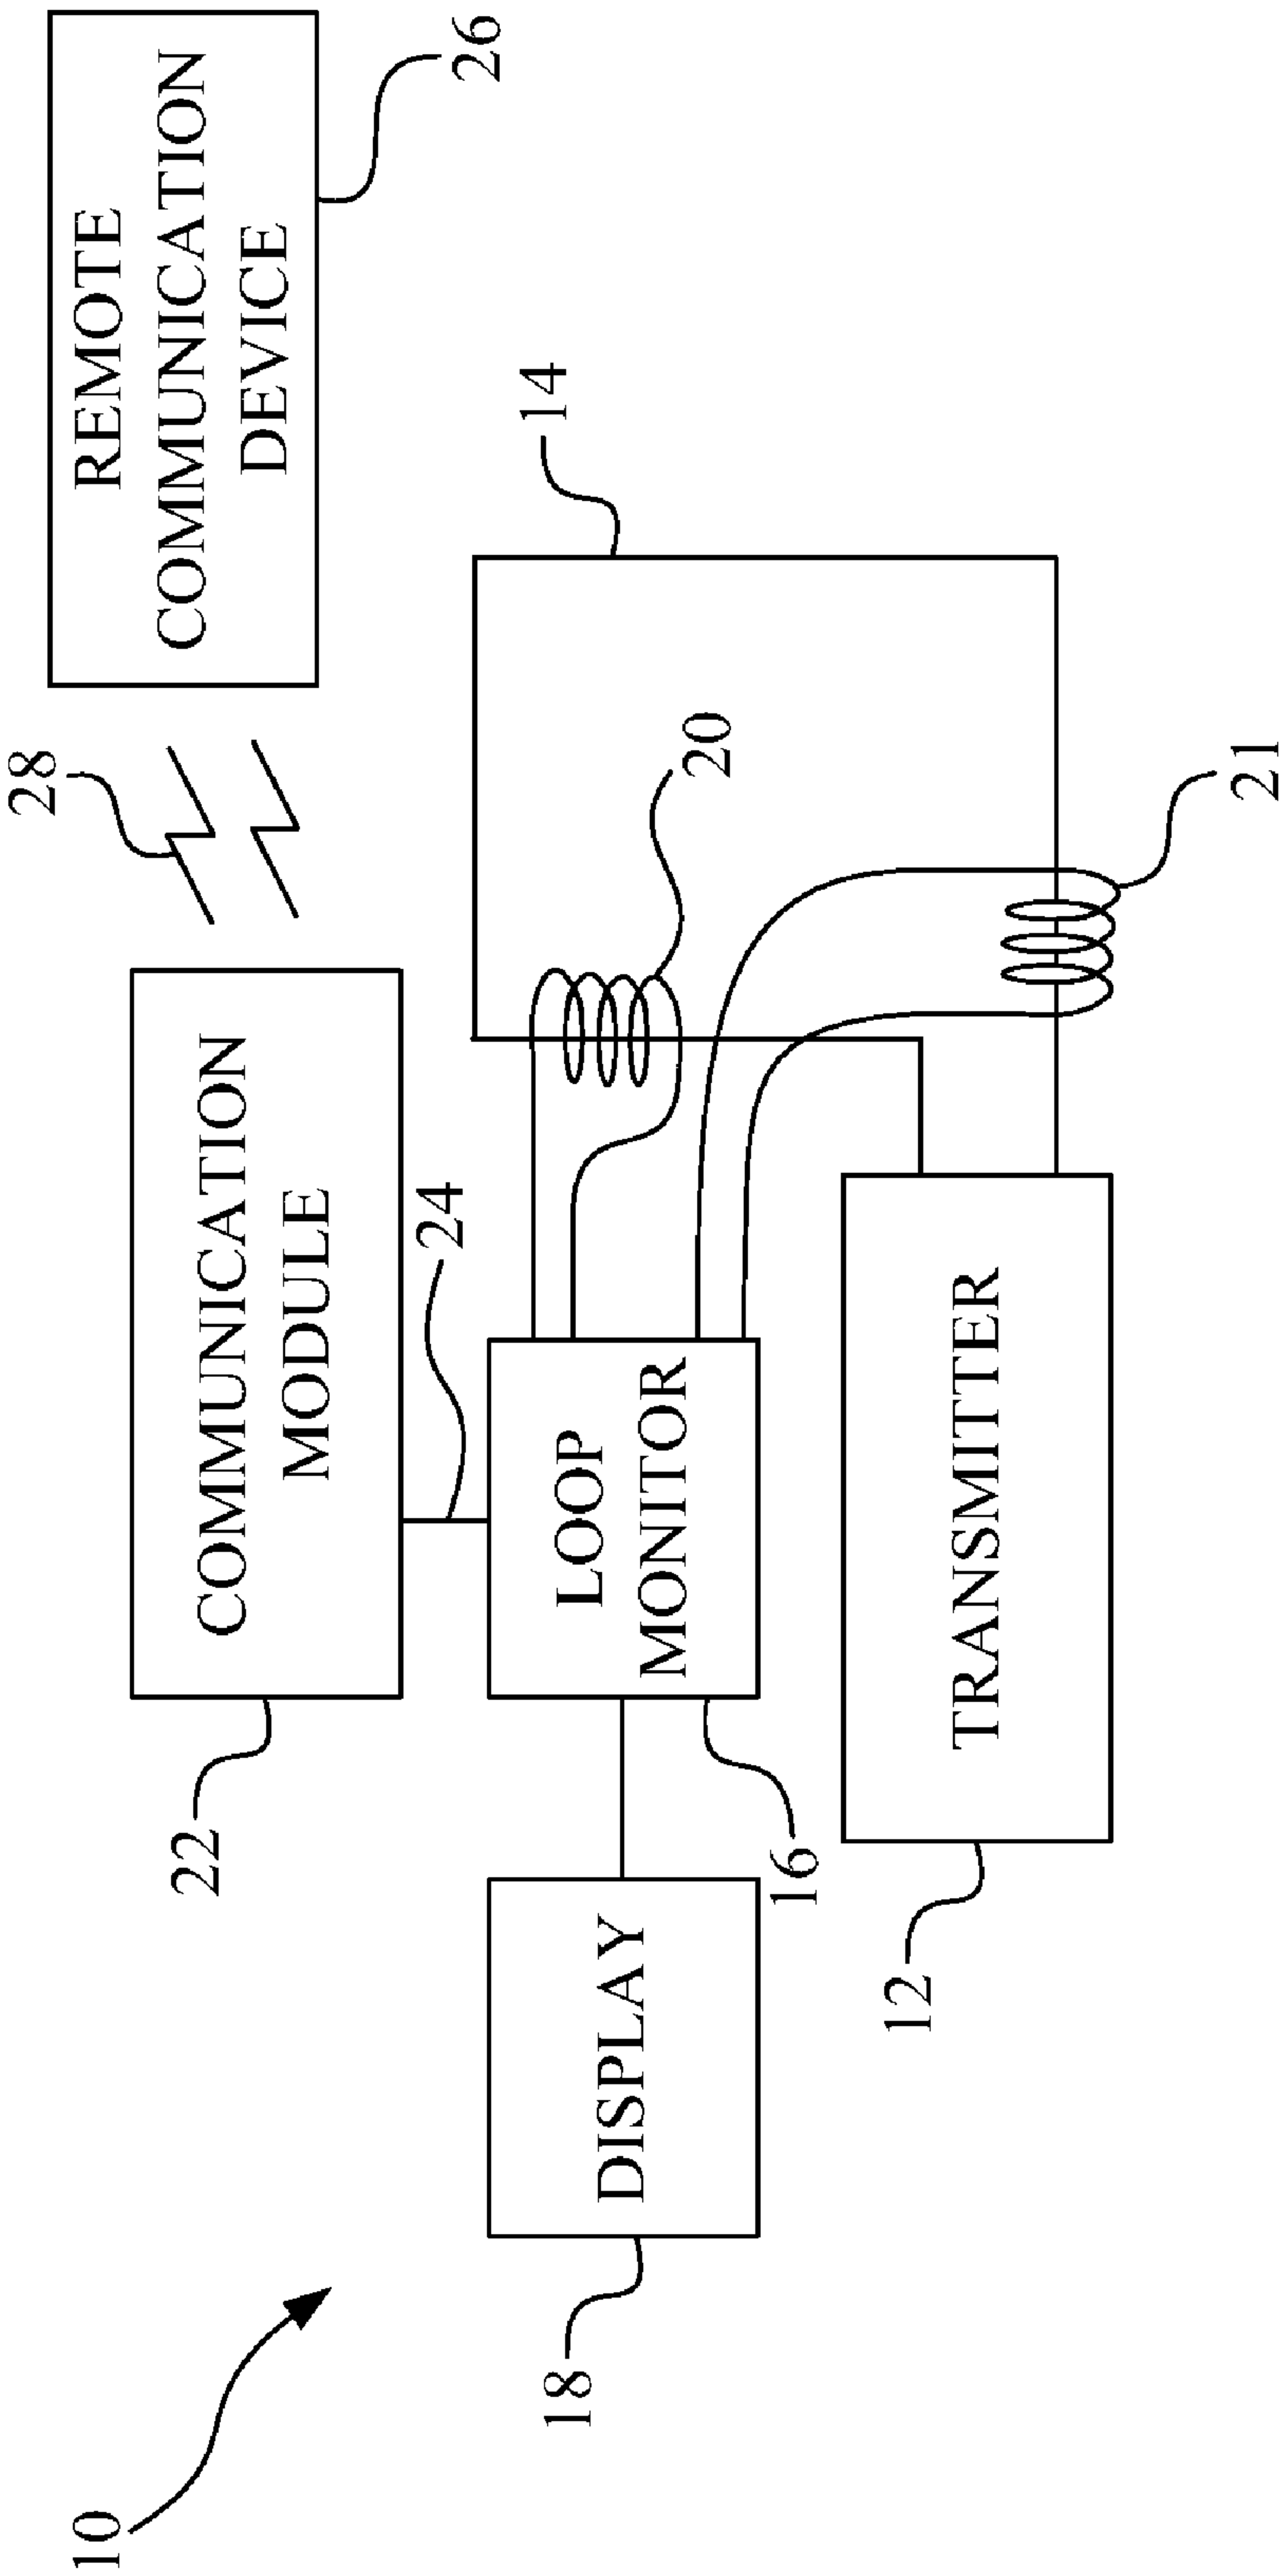 10
REMOTE
COMMUNICATION
DEVICE
26
28
COMMUNICATION
MODULE
22
24
14
20
LOOP
MONITOR
16
DISPLAY
18
21
TRANSMITTER
12